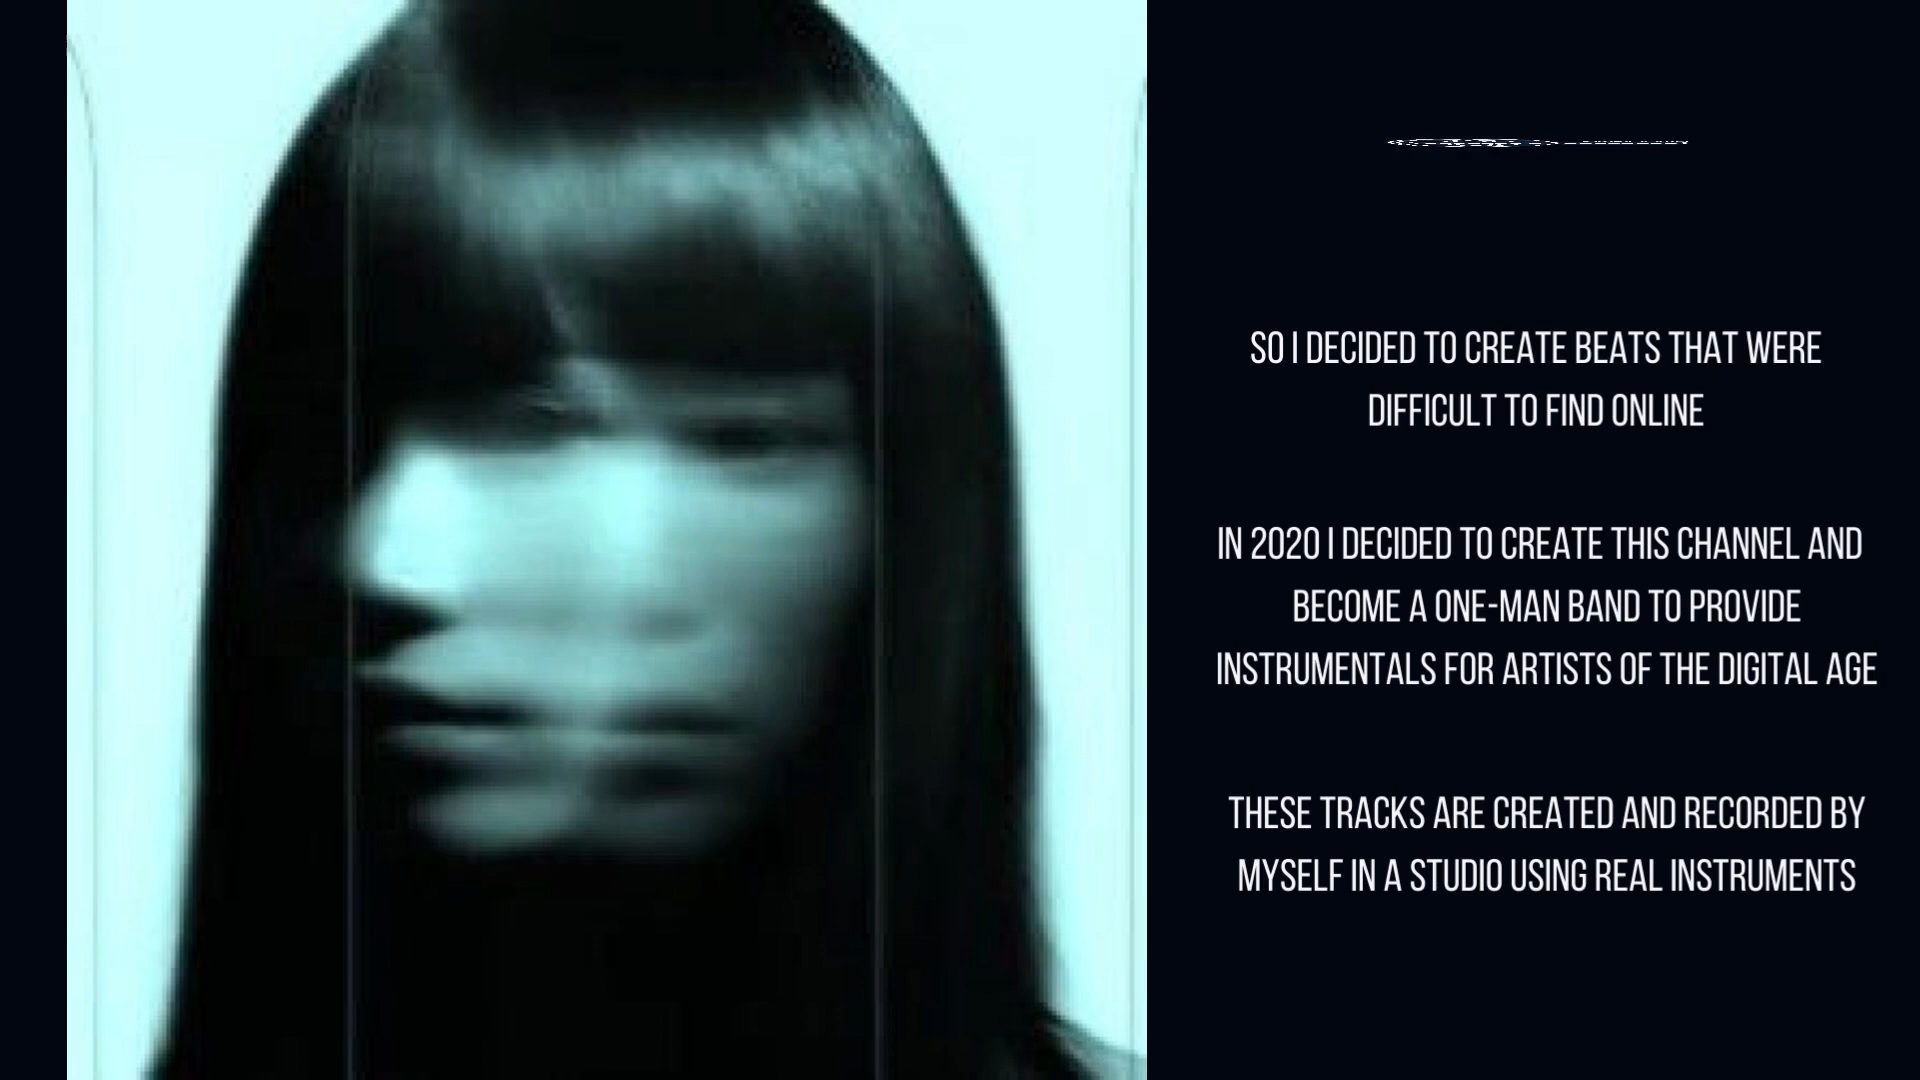 SO I DECIDED TO CREATE BEATS THAT WERE
DIFFICULT TO FIND ONLINE
IN 2020 I DECIDED TO CREATE THIS CHANNEL AND
BECOME A ONE-MAN BAND TO PROVIDE
INSTRUMENTALS FOR ARTISTS OF THE DIGITAL AGE
THESE TRACKS ARE CREATED AND RECORDED BY
MYSELF IN A STUDIO USING REAL INSTRUMENTS